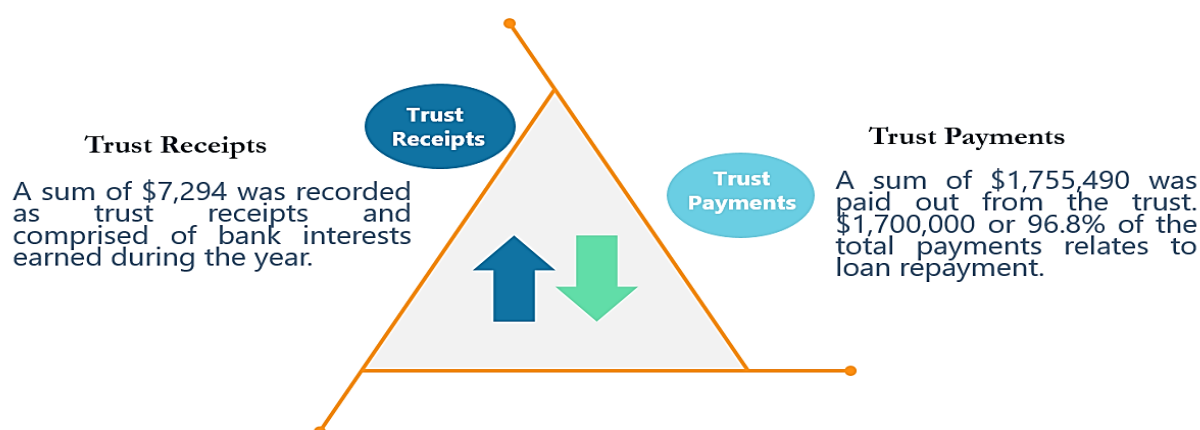 Trust Receipts
A sum of $7,294 was recorded
as trust receipts and
comprised of bank interests
earned during the year.
Trust
Receipts
Trust
Payments
Trust Payments
A sum of $1,755,490 was
paid out from the trust.
$1,700,000 or 96.8% of the
total payments relates to
loan repayment.